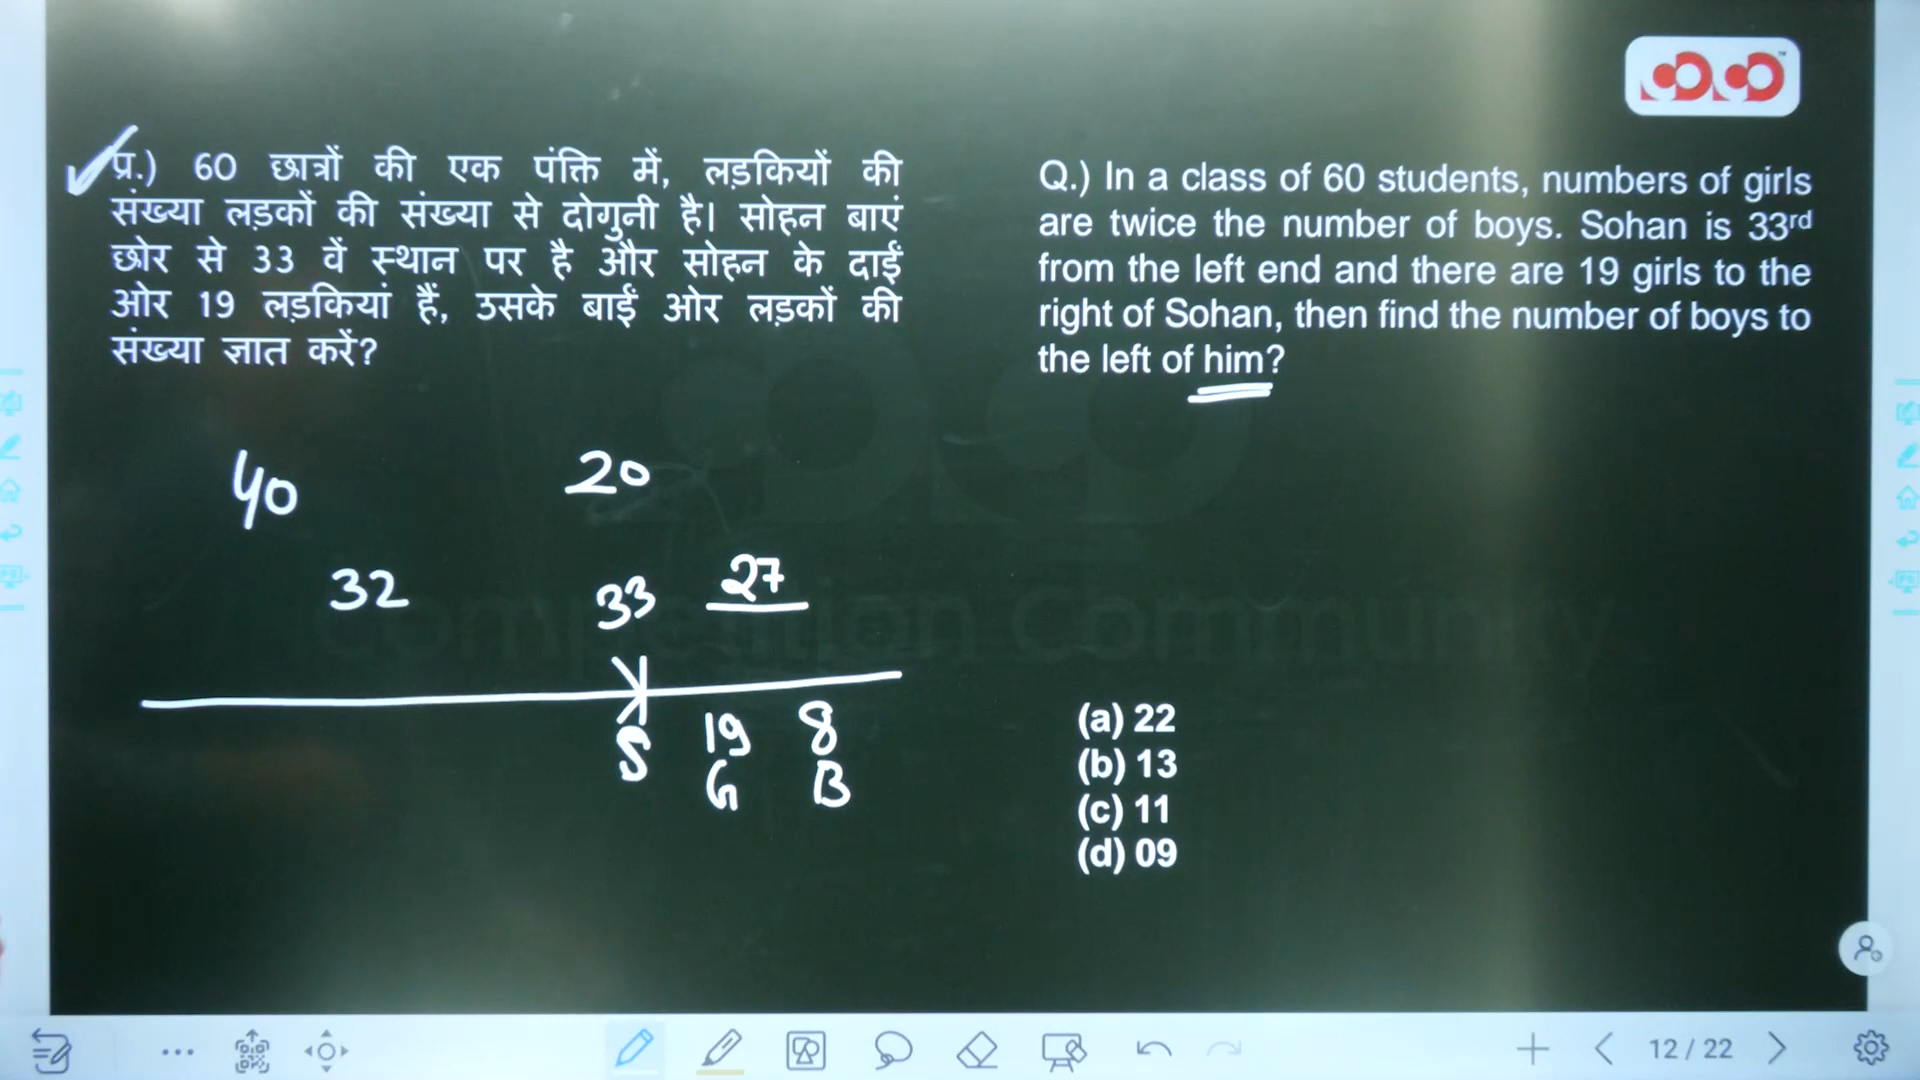 प्र.) 60 छात्रों की एक पंक्ति में, लड़कियों की
संख्या लड़कों की संख्या से दोगुनी है। सोहन बाएं
छोर से 33 वें स्थान पर है और सोहन के दाईं
ओर 19 लड़कियां हैं, उसके बाईं ओर लड़कों की
संख्या ज्ञात करें?
Q.) In a class of 60 students, numbers of girls
are twice the number of boys. Sohan is 33rd
from the left end and there are 19 girls to the
right of Sohan, then find the number of boys to
the left of him?
40 20
32 33 27
S 19 8
G B
Competition Community
(a) 22
(b) 13
(c) 11
(d) 09
12 / 22